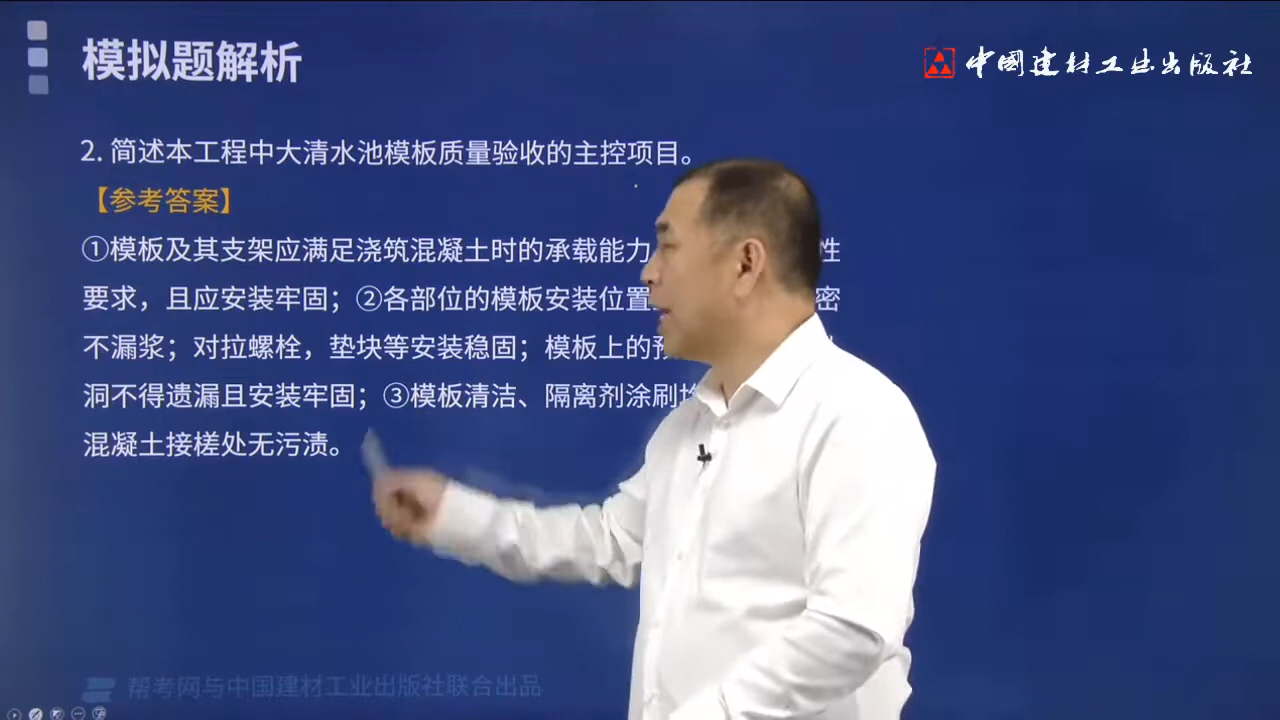 模拟题解析
中国建材工业出版社
2. 简述本工程中大清水池模板质量验收的主控项目。
【参考答案】
①模板及其支架应满足浇筑混凝土时的承载能力 性
要求，且应安装牢固；②各部位的模板安装位置 密
不漏浆；对拉螺栓，垫块等安装稳固；模板上的预
洞不得遗漏且安装牢固；③模板清洁、隔离剂涂刷均
混凝土接槎处无污渍。
帮考网与中国建材工业出版社联合出品